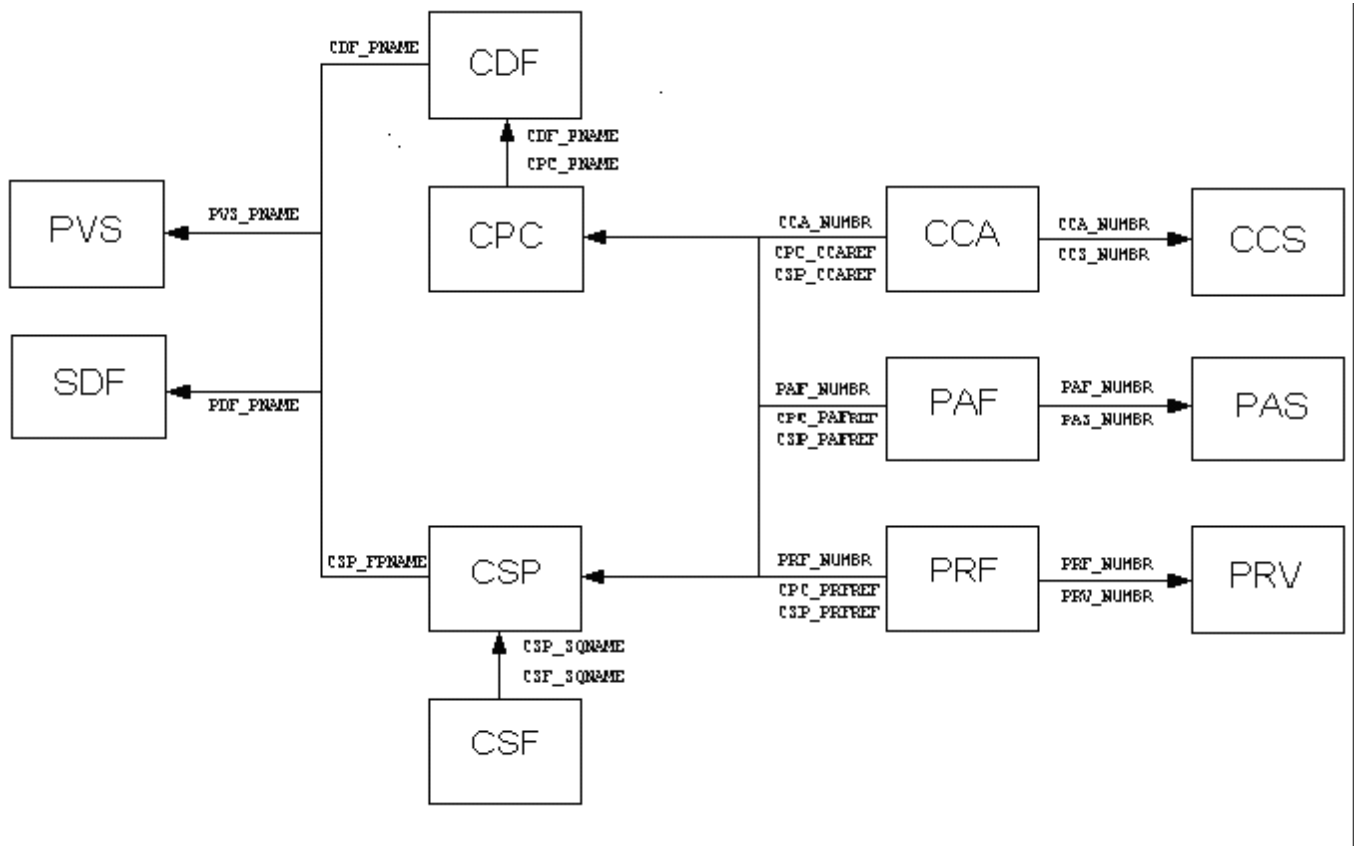 CDF_PNAME
CDF
CDF_PNAME
CPC_PNAME
PVS
PVS_PNAME
CPC
CCA_NUMBR
CPC_CCAREF
CSP_CCAREF
CCA
CCA_NUMBR
CCS_NUMBR
CCS
SDF
PDF_PNAME
PAF_NUMBR
CPC_PAFREF
CSP_PAFREF
PAF
PAF_NUMBR
PAS_NUMBR
PAS
CSP_FPNAME
CSP
PRF_NUMBR
CPC_PRFREF
CSP_PRFREF
PRF
PRF_NUMBR
PRV_NUMBR
PRV
CSP_SQNAME
CSF_SQNAME
CSF